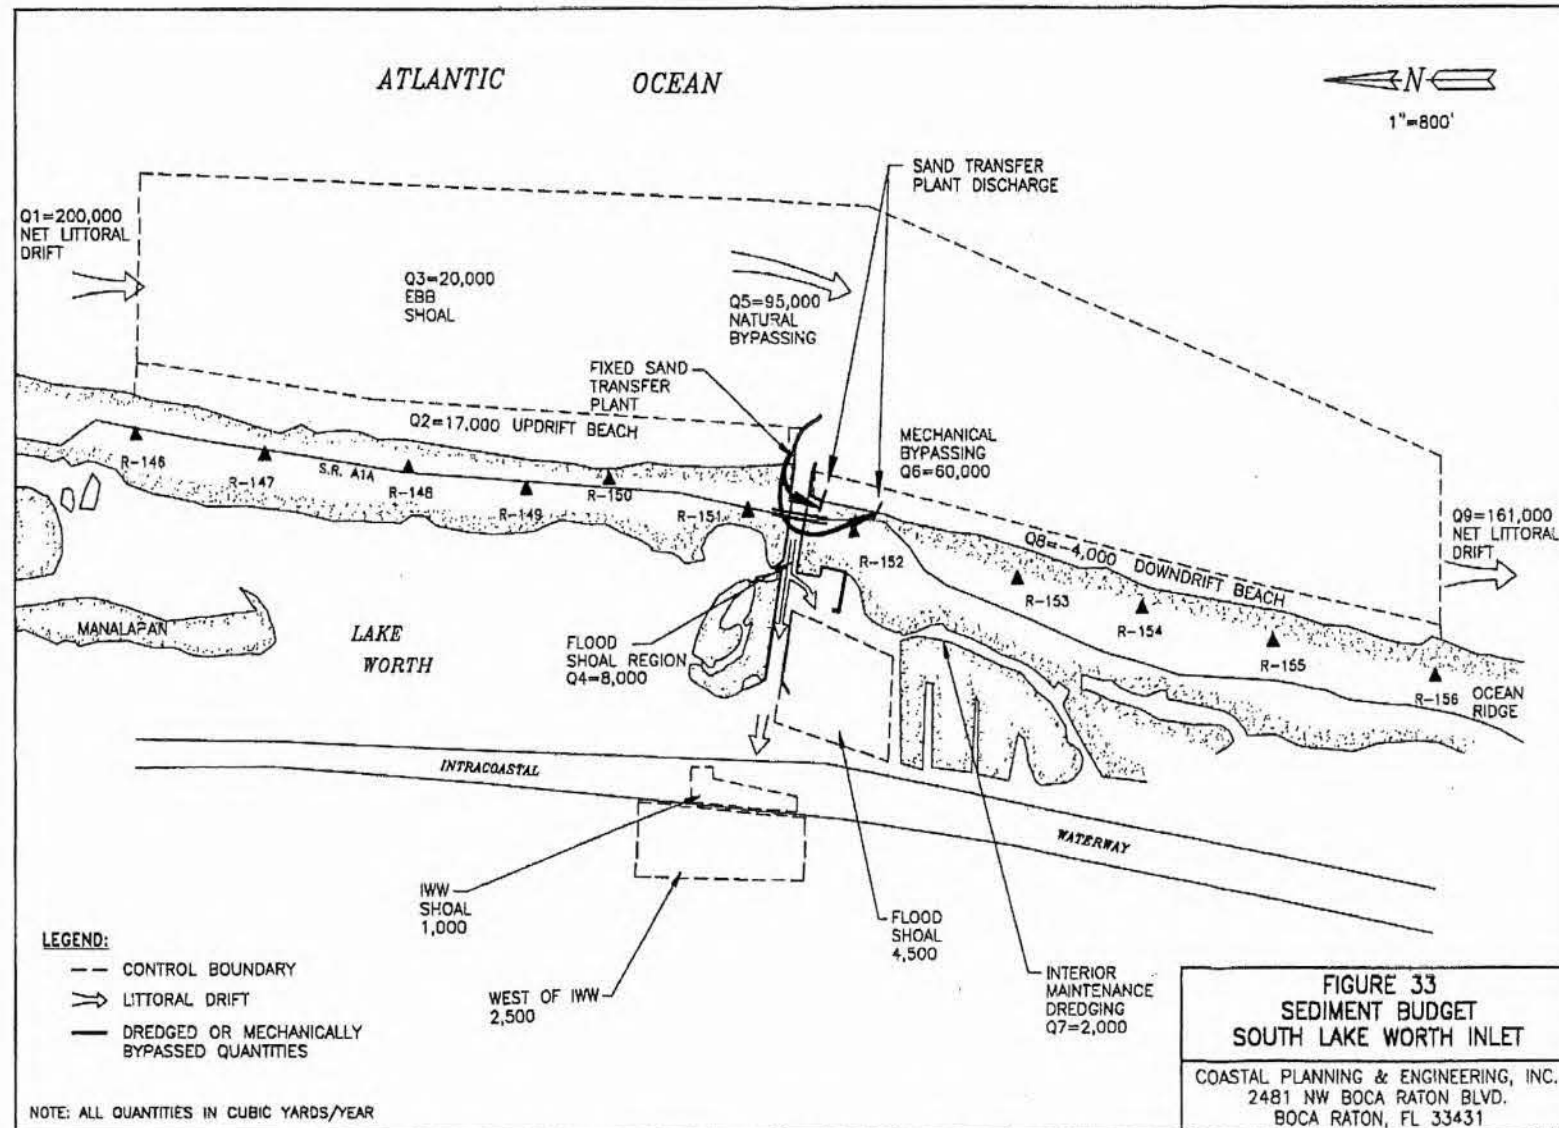 ATLANTIC OCEAN
N
1"=800'
SAND TRANSFER
PLANT DISCHARGE
Q1=200,000
NET LITTORAL
DRIFT
Q3=20,000
EBB
SHOAL
Q5=95,000
NATURAL
BYPASSING
FIXED SAND
TRANSFER
PLANT
Q2=17,000 UPDRIFT BEACH
MECHANICAL
BYPASSING
Q6=60,000
R-146
R-147
S.R. A1A
R-148
R-149
R-150
R-151
R-152
Q8=-4,000 DOWNDRIFT BEACH
Q9=161,000
NET LITTORAL
DRIFT
R-153
R-154
R-155
R-156
OCEAN
RIDGE
MANALAPAN
LAKE
WORTH
FLOOD
SHOAL REGION
Q4=8,000
INTRACOASTAL
WATERWAY
IWW
SHOAL
1,000
WEST OF IWW
2,500
FLOOD
SHOAL
4,500
INTERIOR
MAINTENANCE
DREDGING
Q7=2,000
LEGEND:
CONTROL BOUNDARY
LITTORAL DRIFT
DREDGED OR MECHANICALLY
BYPASSED QUANTITIES
NOTE: ALL QUANTITIES IN CUBIC YARDS/YEAR
FIGURE 33
SEDIMENT BUDGET
SOUTH LAKE WORTH INLET
COASTAL PLANNING & ENGINEERING, INC.
2481 NW BOCA RATON BLVD.
BOCA RATON, FL 33431